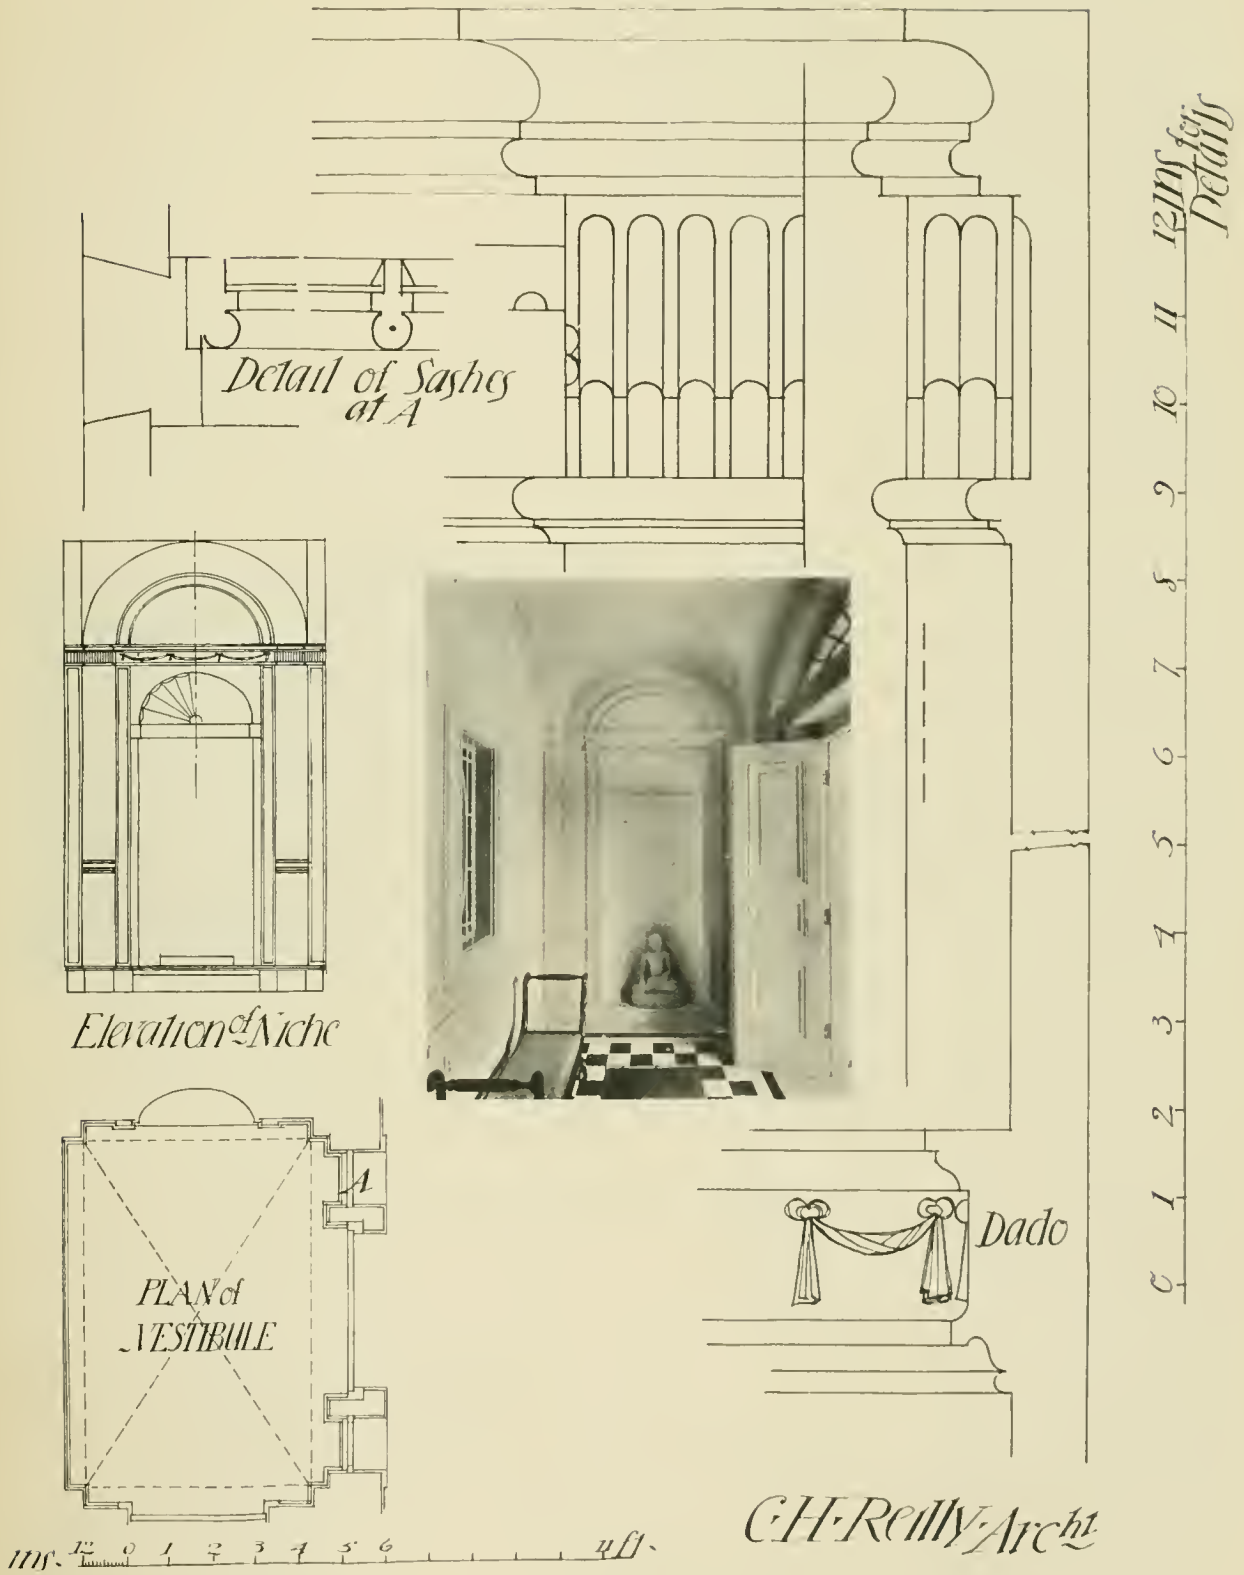 12 Ins for
Details
12
11
10
9
8
7
6
5
4
3
2
1
0
Detail of Sashes
at A
Elevation of Niche
A
PLAN of
VESTIBULE
Dado
C·H·Reilly·Archt
Ins. 12 0 1 2 3 4 5 6 11 ft.